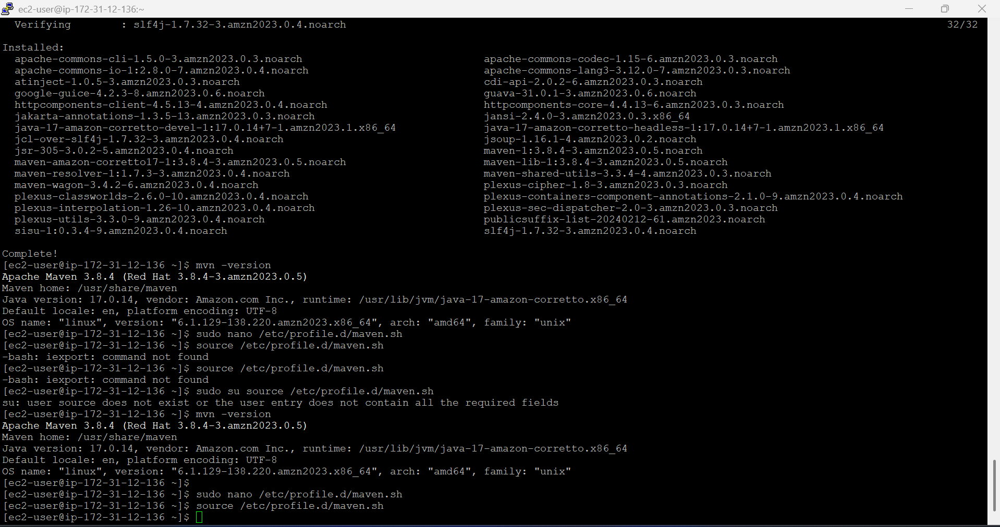 ec2-user@ip-172-31-12-136:~
  Verifying        : slf4j-1.7.32-3.amzn2023.0.4.noarch                                                                                                32/32
Installed:
  apache-commons-cli-1.5.0-3.amzn2023.0.3.noarch                             apache-commons-codec-1.15-6.amzn2023.0.3.noarch
  apache-commons-io-1:2.8.0-7.amzn2023.0.4.noarch                            apache-commons-lang3-3.12.0-7.amzn2023.0.3.noarch
  atinject-1.0.5-3.amzn2023.0.3.noarch                                       cdi-api-2.0.2-6.amzn2023.0.3.noarch
  google-guice-4.2.3-8.amzn2023.0.6.noarch                                   guava-31.0.1-3.amzn2023.0.6.noarch
  httpcomponents-client-4.5.13-4.amzn2023.0.4.noarch                         httpcomponents-core-4.4.13-6.amzn2023.0.3.noarch
  jakarta-annotations-1.3.5-13.amzn2023.0.3.noarch                           jansi-2.4.0-3.amzn2023.0.3.x86_64
  java-17-amazon-corretto-devel-1:17.0.14+7-1.amzn2023.1.x86_64              java-17-amazon-corretto-headless-1:17.0.14+7-1.amzn2023.1.x86_64
  jcl-over-slf4j-1.7.32-3.amzn2023.0.4.noarch                                jsoup-1.16.1-4.amzn2023.0.2.noarch
  jsr-305-3.0.2-5.amzn2023.0.4.noarch                                        maven-1:3.8.4-3.amzn2023.0.5.noarch
  maven-amazon-corretto17-1:3.8.4-3.amzn2023.0.5.noarch                      maven-lib-1:3.8.4-3.amzn2023.0.5.noarch
  maven-resolver-1:1.7.3-3.amzn2023.0.4.noarch                               maven-shared-utils-3.3.4-4.amzn2023.0.3.noarch
  maven-wagon-3.4.2-6.amzn2023.0.4.noarch                                    plexus-cipher-1.8-3.amzn2023.0.3.noarch
  plexus-classworlds-2.6.0-10.amzn2023.0.4.noarch                            plexus-containers-component-annotations-2.1.0-9.amzn2023.0.4.noarch
  plexus-interpolation-1.26-10.amzn2023.0.4.noarch                           plexus-sec-dispatcher-2.0-3.amzn2023.0.3.noarch
  plexus-utils-3.3.0-9.amzn2023.0.4.noarch                                   publicsuffix-list-20240212-61.amzn2023.noarch
  sisu-1:0.3.4-9.amzn2023.0.4.noarch                                         slf4j-1.7.32-3.amzn2023.0.4.noarch
Complete!
[ec2-user@ip-172-31-12-136 ~]$ mvn -version
Apache Maven 3.8.4 (Red Hat 3.8.4-3.amzn2023.0.5)
Maven home: /usr/share/maven
Java version: 17.0.14, vendor: Amazon.com Inc., runtime: /usr/lib/jvm/java-17-amazon-corretto.x86_64
Default locale: en, platform encoding: UTF-8
OS name: "linux", version: "6.1.129-138.220.amzn2023.x86_64", arch: "amd64", family: "unix"
[ec2-user@ip-172-31-12-136 ~]$ sudo nano /etc/profile.d/maven.sh
[ec2-user@ip-172-31-12-136 ~]$ source /etc/profile.d/maven.sh
-bash: iexport: command not found
[ec2-user@ip-172-31-12-136 ~]$ source /etc/profile.d/maven.sh
-bash: iexport: command not found
[ec2-user@ip-172-31-12-136 ~]$ sudo su source /etc/profile.d/maven.sh
su: user source does not exist or the user entry does not contain all the required fields
[ec2-user@ip-172-31-12-136 ~]$ mvn -version
Apache Maven 3.8.4 (Red Hat 3.8.4-3.amzn2023.0.5)
Maven home: /usr/share/maven
Java version: 17.0.14, vendor: Amazon.com Inc., runtime: /usr/lib/jvm/java-17-amazon-corretto.x86_64
Default locale: en, platform encoding: UTF-8
OS name: "linux", version: "6.1.129-138.220.amzn2023.x86_64", arch: "amd64", family: "unix"
[ec2-user@ip-172-31-12-136 ~]$
[ec2-user@ip-172-31-12-136 ~]$ sudo nano /etc/profile.d/maven.sh
[ec2-user@ip-172-31-12-136 ~]$ source /etc/profile.d/maven.sh
[ec2-user@ip-172-31-12-136 ~]$